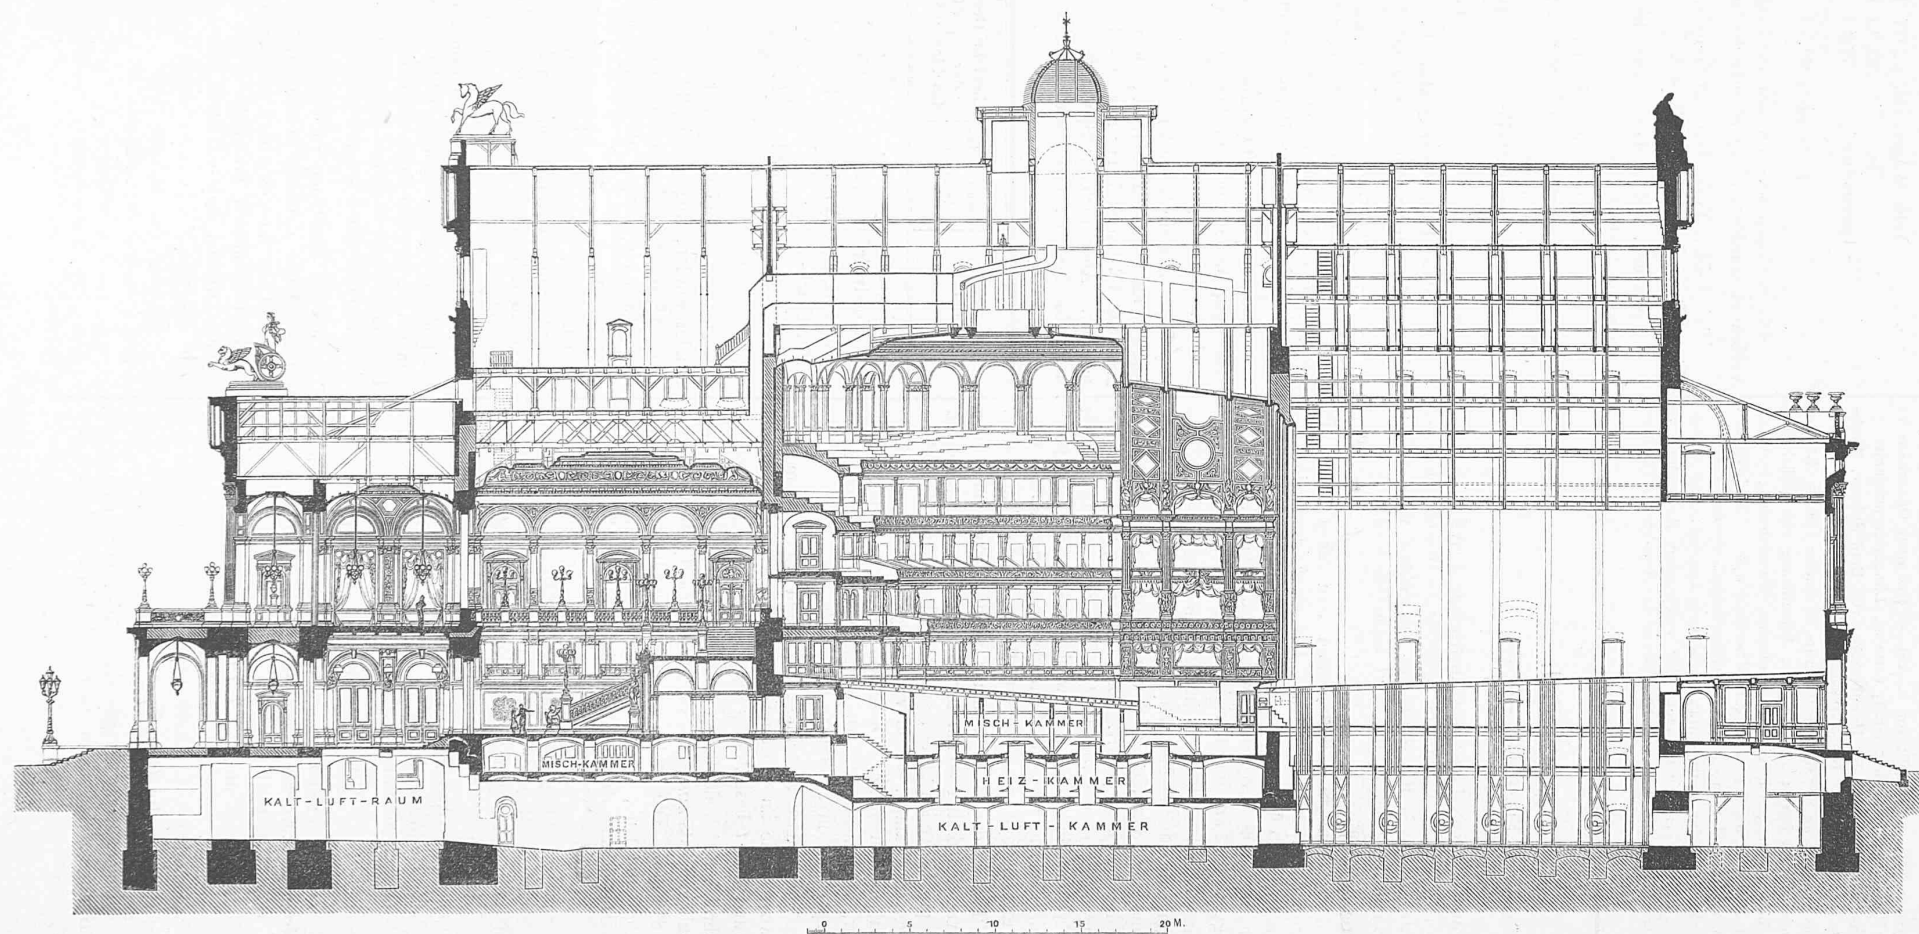 MISCH-KAMMER
MISCH-KAMMER
HEIZ-KAMMER
KALT-LUFT-RAUM
KALT-LUFT-KAMMER
0 5 10 15 20 M.